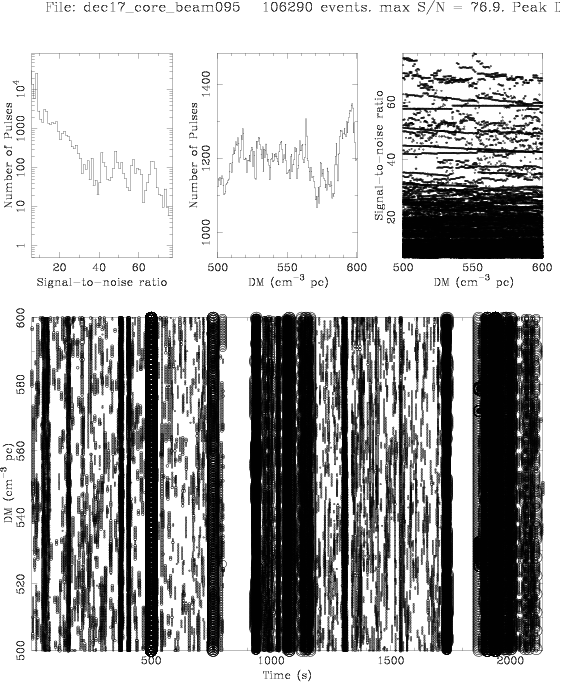 File: dec17_core_beam095 106290 events. max S/N = 76.9. Peak D
Number of Pulses
1 10 100 1000 10⁴
20 40 60
Signal-to-noise ratio
Number of Pulses
1000 1200 1400
500 550 600
DM (cm⁻³ pc)
Signal-to-noise ratio
20 40 60
500 550 600
DM (cm⁻³ pc)
DM (cm⁻³ pc)
500 520 540 560 580 600
500 1000 1500 2000
Time (s)